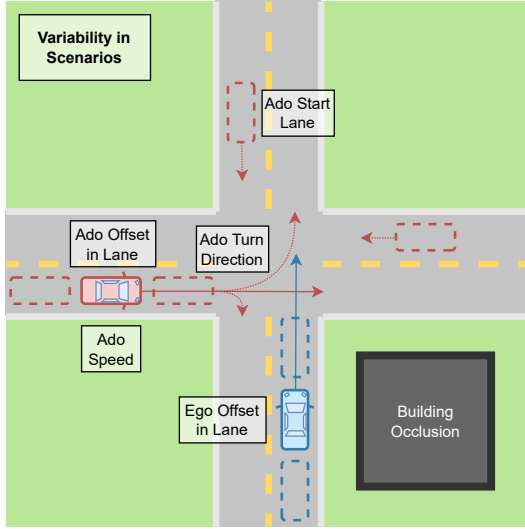 Variability in
Scenarios
Ado Start
Lane
Ado Offset
in Lane
Ado Turn
Direction
Ado
Speed
Ego Offset
in Lane
Building
Occlusion